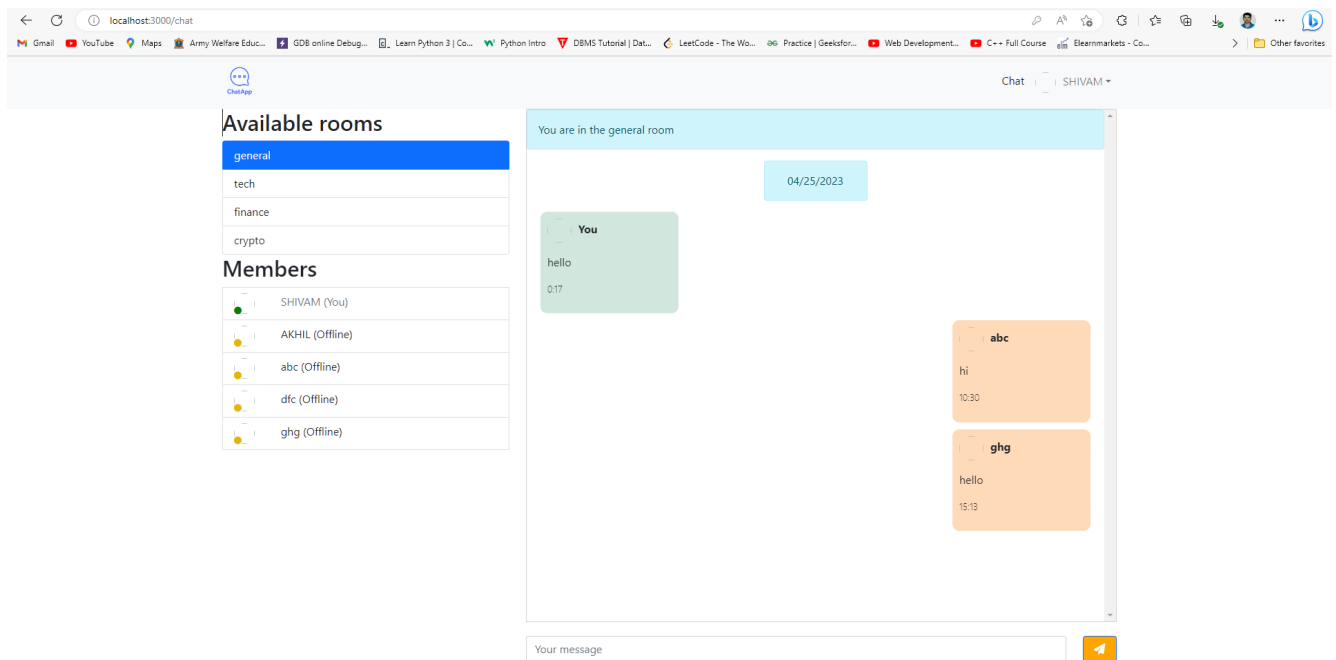 localhost:3000/chat
Gmail YouTube Maps Army Welfare Educ... GDB online Debug... Learn Python 3 | Co... Python Intro DBMS Tutorial | Dat... LeetCode - The Wo... Practice | Geeksfor... Web Development... C++ Full Course Elearnmarkets - Co... Other favorites
ChatApp
Chat SHIVAM
Available rooms
general
tech
finance
crypto
Members
SHIVAM (You)
AKHIL (Offline)
abc (Offline)
dfc (Offline)
ghg (Offline)
You are in the general room
04/25/2023
You
hello
0:17
abc
hi
10:30
ghg
hello
15:13
Your message